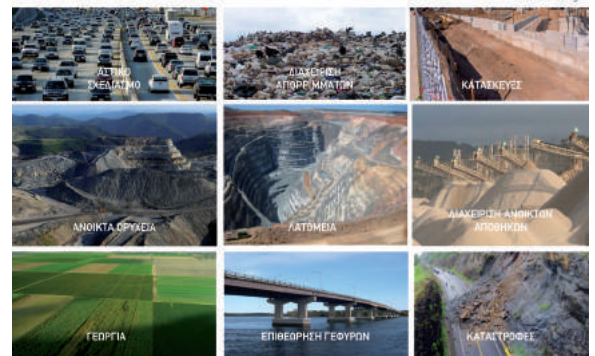 ΑΣΤΙΚΟ
ΣΧΕΔΙΑΣΜΟ
ΔΙΑΧΕΙΡΙΣΗ
ΑΠΟΡΡΙΜΜΑΤΩΝ
ΚΑΤΑΣΚΕΥΕΣ
ΑΝΟΙΚΤΑ ΟΡΥΧΕΙΑ
ΛΑΤΟΜΕΙΑ
ΔΙΑΧΕΙΡΙΣΗ ΑΝΟΙΚΤΩΝ
ΑΠΟΘΗΚΩΝ
ΓΕΩΡΓΙΑ
ΕΠΙΘΕΩΡΗΣΗ ΓΕΦΥΡΩΝ
ΚΑΤΑΣΤΡΟΦΕΣ